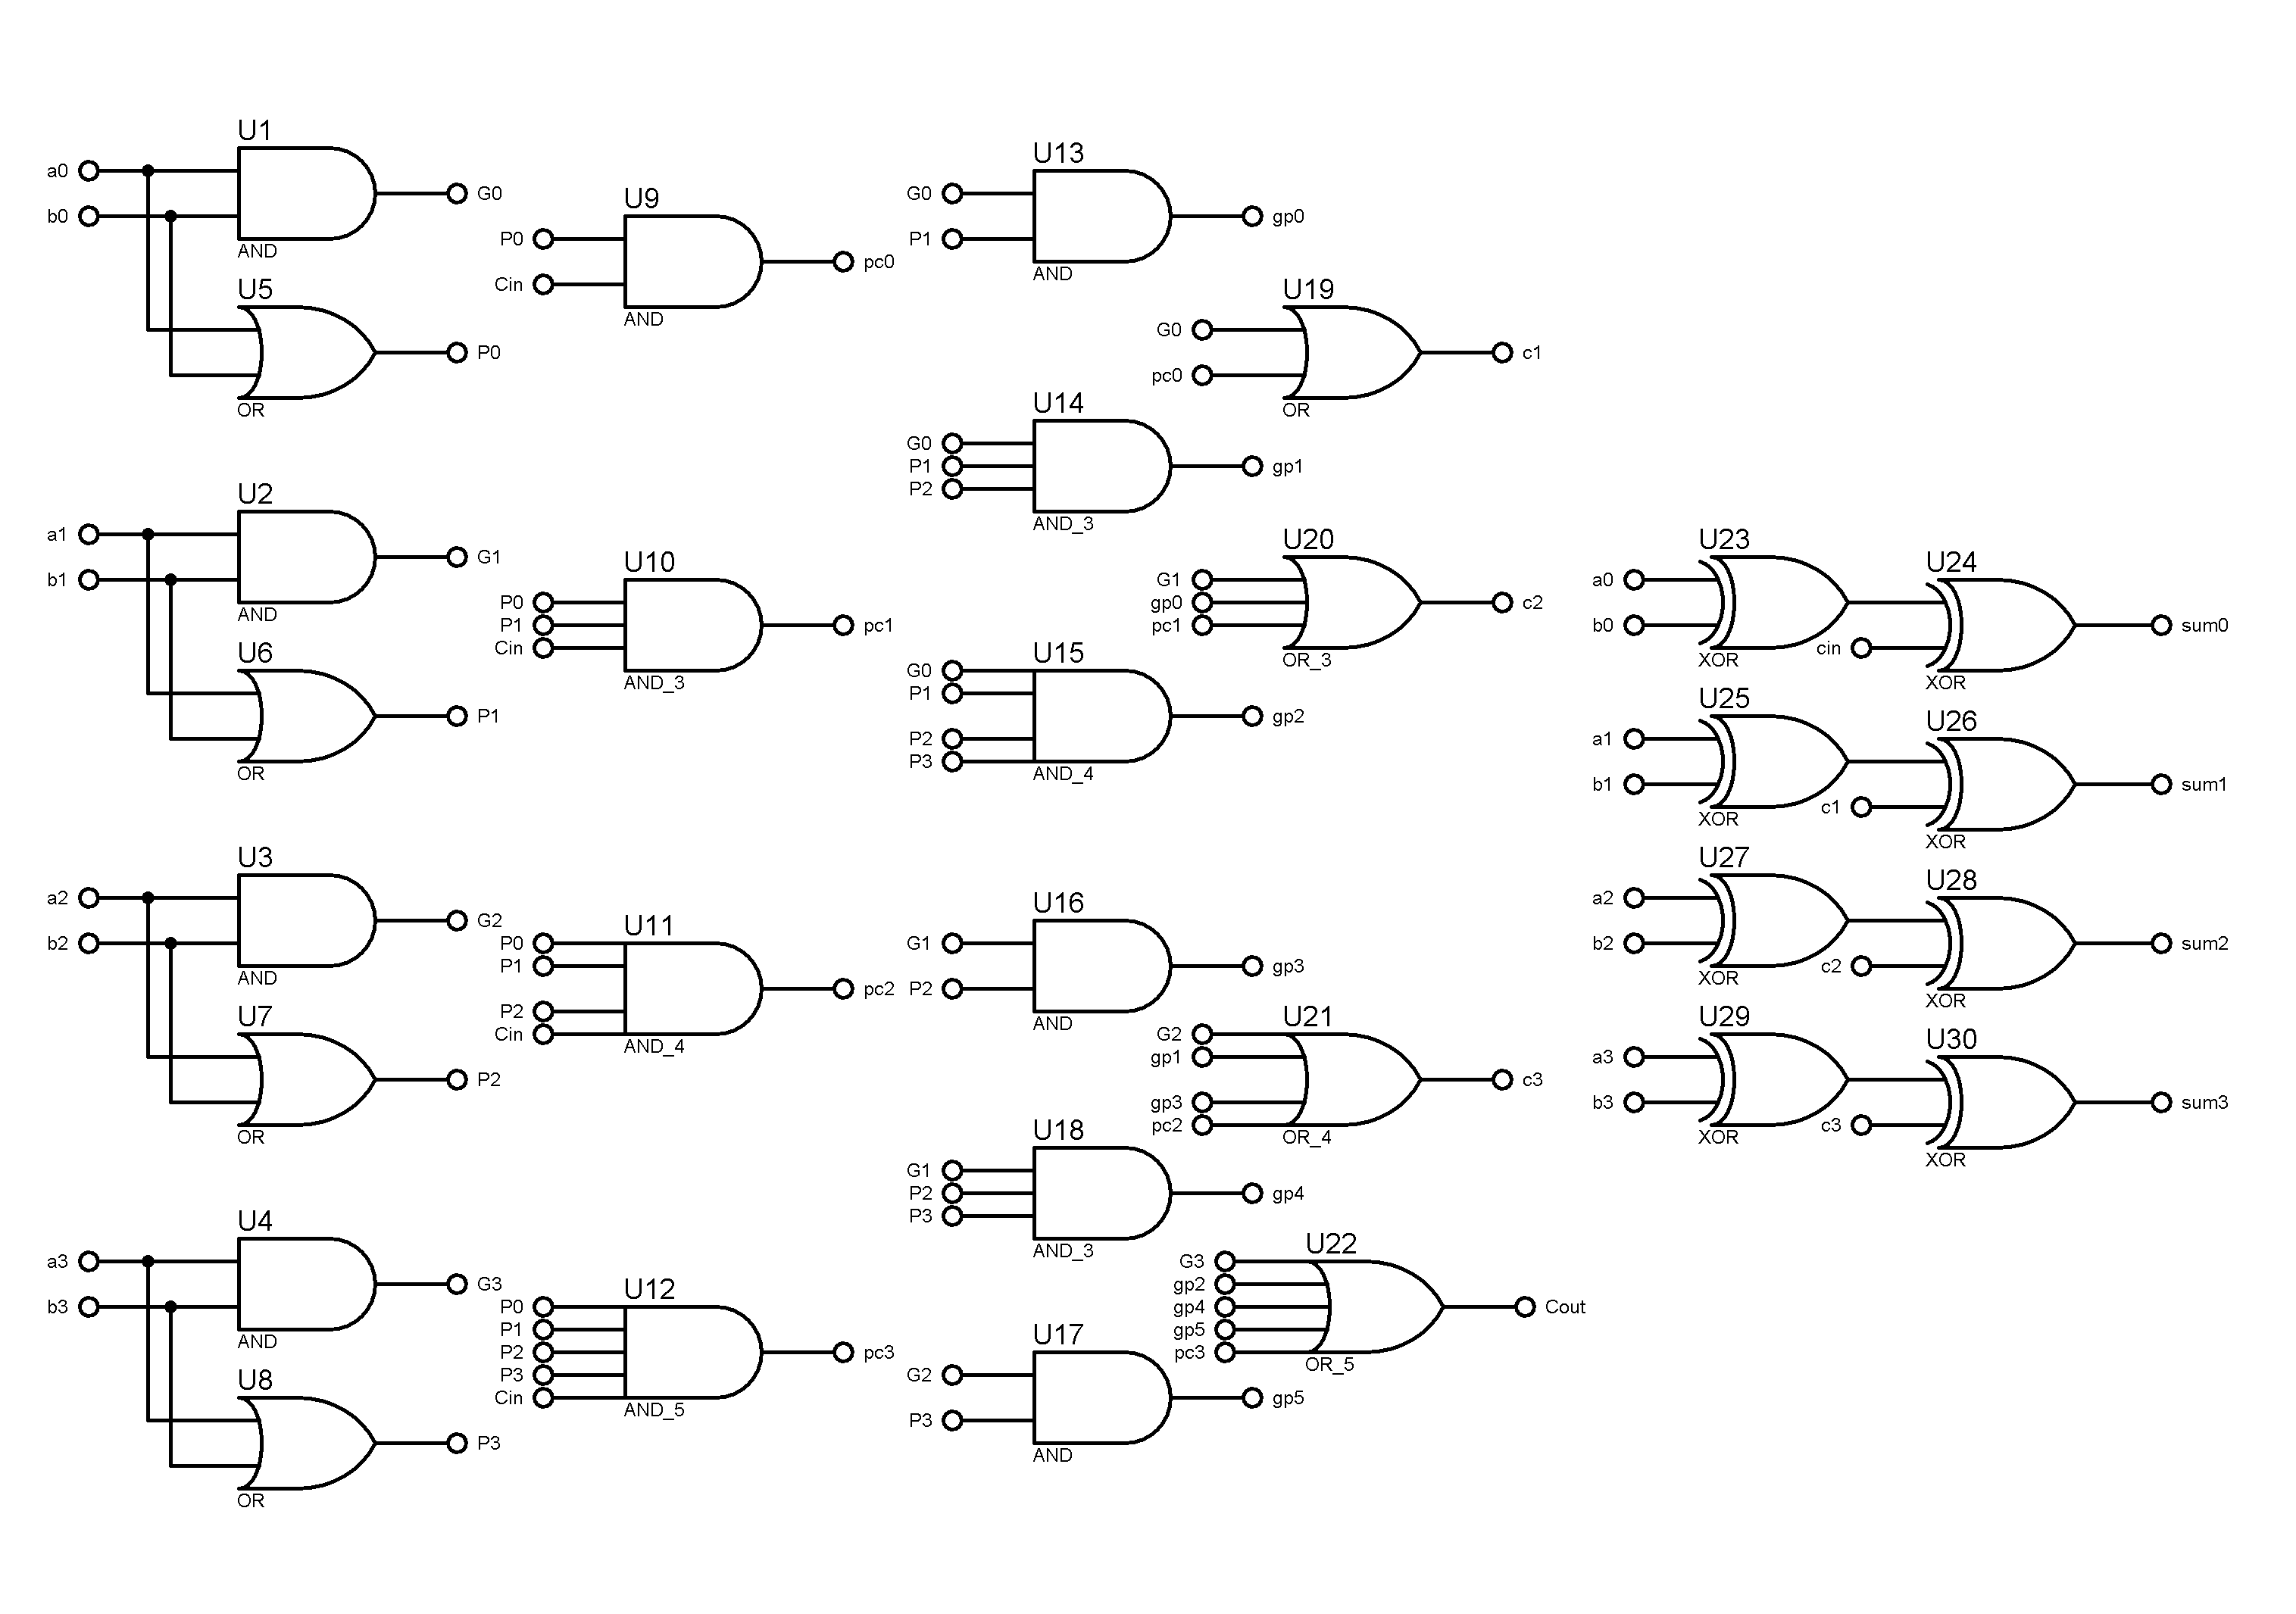 U1
a0
b0
G0
AND
U5
P0
OR
U2
a1
b1
G1
AND
U6
P1
OR
U3
a2
b2
G2
AND
U7
P2
OR
U4
a3
b3
G3
AND
U8
P3
OR
U9
P0
Cin
pc0
AND
U10
P0
P1
Cin
pc1
AND_3
U11
P0
P1
P2
Cin
pc2
AND_4
U12
P0
P1
P2
P3
Cin
pc3
AND_5
U13
G0
P1
gp0
AND
U14
G0
P1
P2
gp1
AND_3
U15
G0
P1
P2
P3
gp2
AND_4
U16
G1
P2
gp3
AND
U18
G1
P2
P3
gp4
AND_3
U17
G2
P3
gp5
AND
U19
G0
pc0
c1
OR
U20
G1
gp0
pc1
c2
OR_3
U21
G2
gp1
gp3
pc2
c3
OR_4
U22
G3
gp2
gp4
gp5
pc3
Cout
OR_5
U23
a0
b0
XOR
U24
cin
sum0
XOR
U25
a1
b1
XOR
U26
c1
sum1
XOR
U27
a2
b2
XOR
U28
c2
sum2
XOR
U29
a3
b3
XOR
U30
c3
sum3
XOR